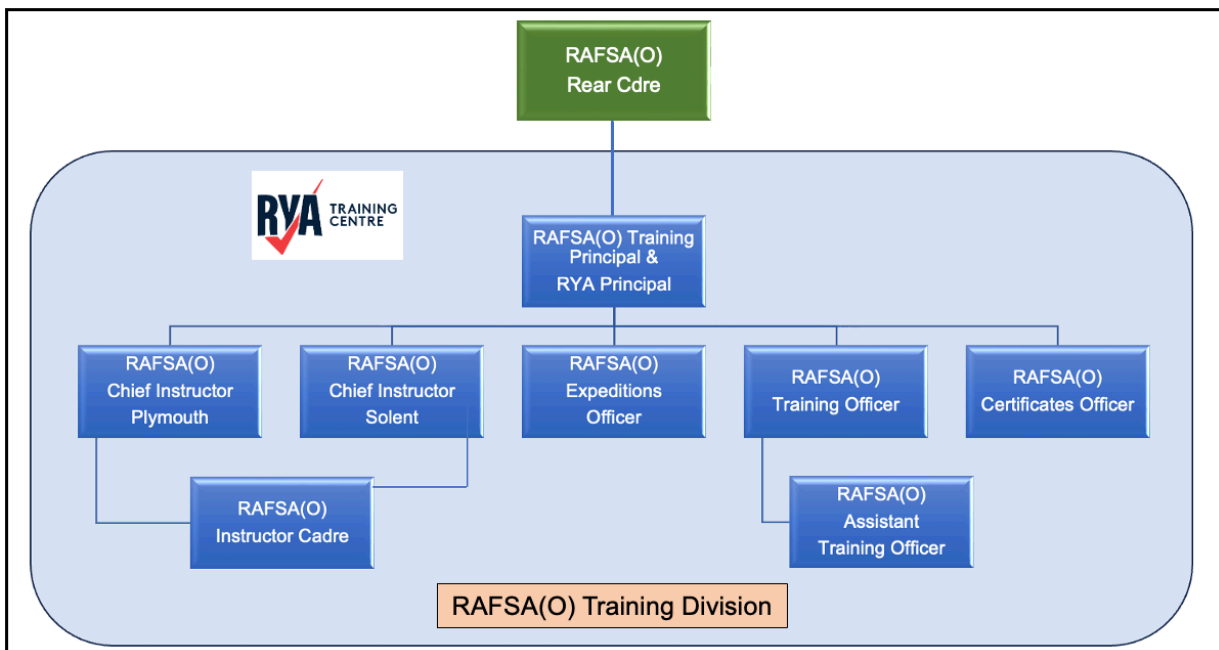 RAFSA(O)
Rear Cdre
RYA TRAINING
CENTRE
RAFSA(O) Training
Principal &
RYA Principal
RAFSA(O)
Chief Instructor
Plymouth
RAFSA(O)
Chief Instructor
Solent
RAFSA(O)
Expeditions
Officer
RAFSA(O)
Training Officer
RAFSA(O)
Certificates Officer
RAFSA(O)
Instructor Cadre
RAFSA(O)
Assistant
Training Officer
RAFSA(O) Training Division